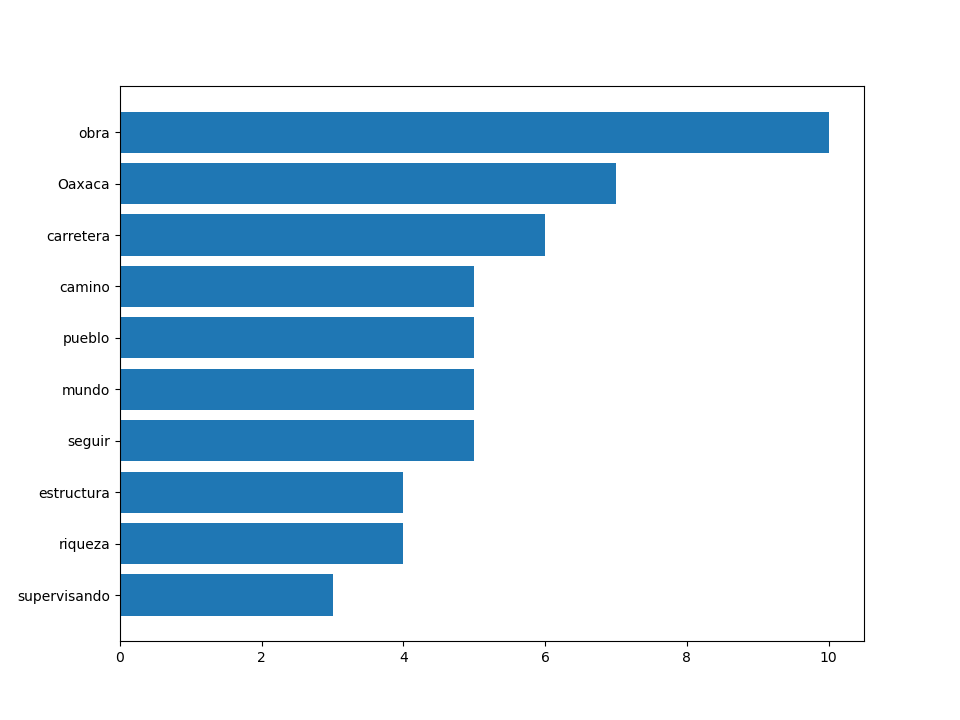 obra
Oaxaca
carretera
camino
pueblo
mundo
seguir
estructura
riqueza
supervisando
0 2 4 6 8 10